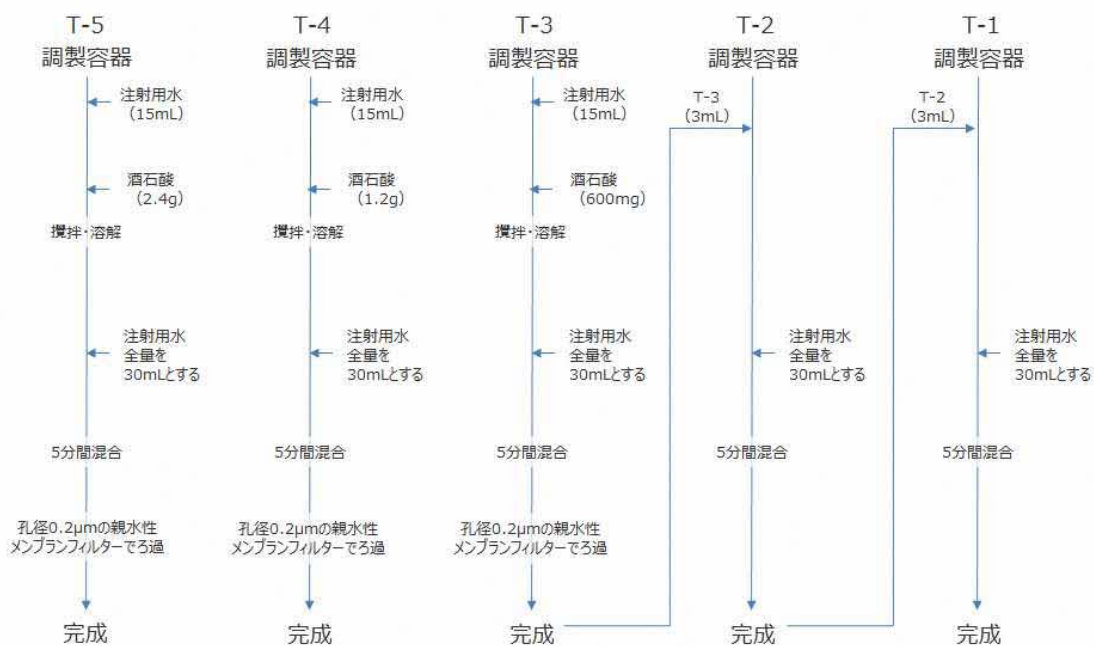 T-5
調製容器
注射用水
(15mL)
酒石酸
(2.4g)
攪拌・溶解
注射用水
全量を
30mLとする
5分間混合
孔径0.2μmの親水性
メンブランフィルターでろ過
完成
T-4
調製容器
注射用水
(15mL)
酒石酸
(1.2g)
攪拌・溶解
注射用水
全量を
30mLとする
5分間混合
孔径0.2μmの親水性
メンブランフィルターでろ過
完成
T-3
調製容器
注射用水
(15mL)
酒石酸
(600mg)
攪拌・溶解
注射用水
全量を
30mLとする
5分間混合
孔径0.2μmの親水性
メンブランフィルターでろ過
完成
T-2
調製容器
T-3
(3mL)
注射用水
全量を
30mLとする
5分間混合
完成
T-1
調製容器
T-2
(3mL)
注射用水
全量を
30mLとする
5分間混合
完成